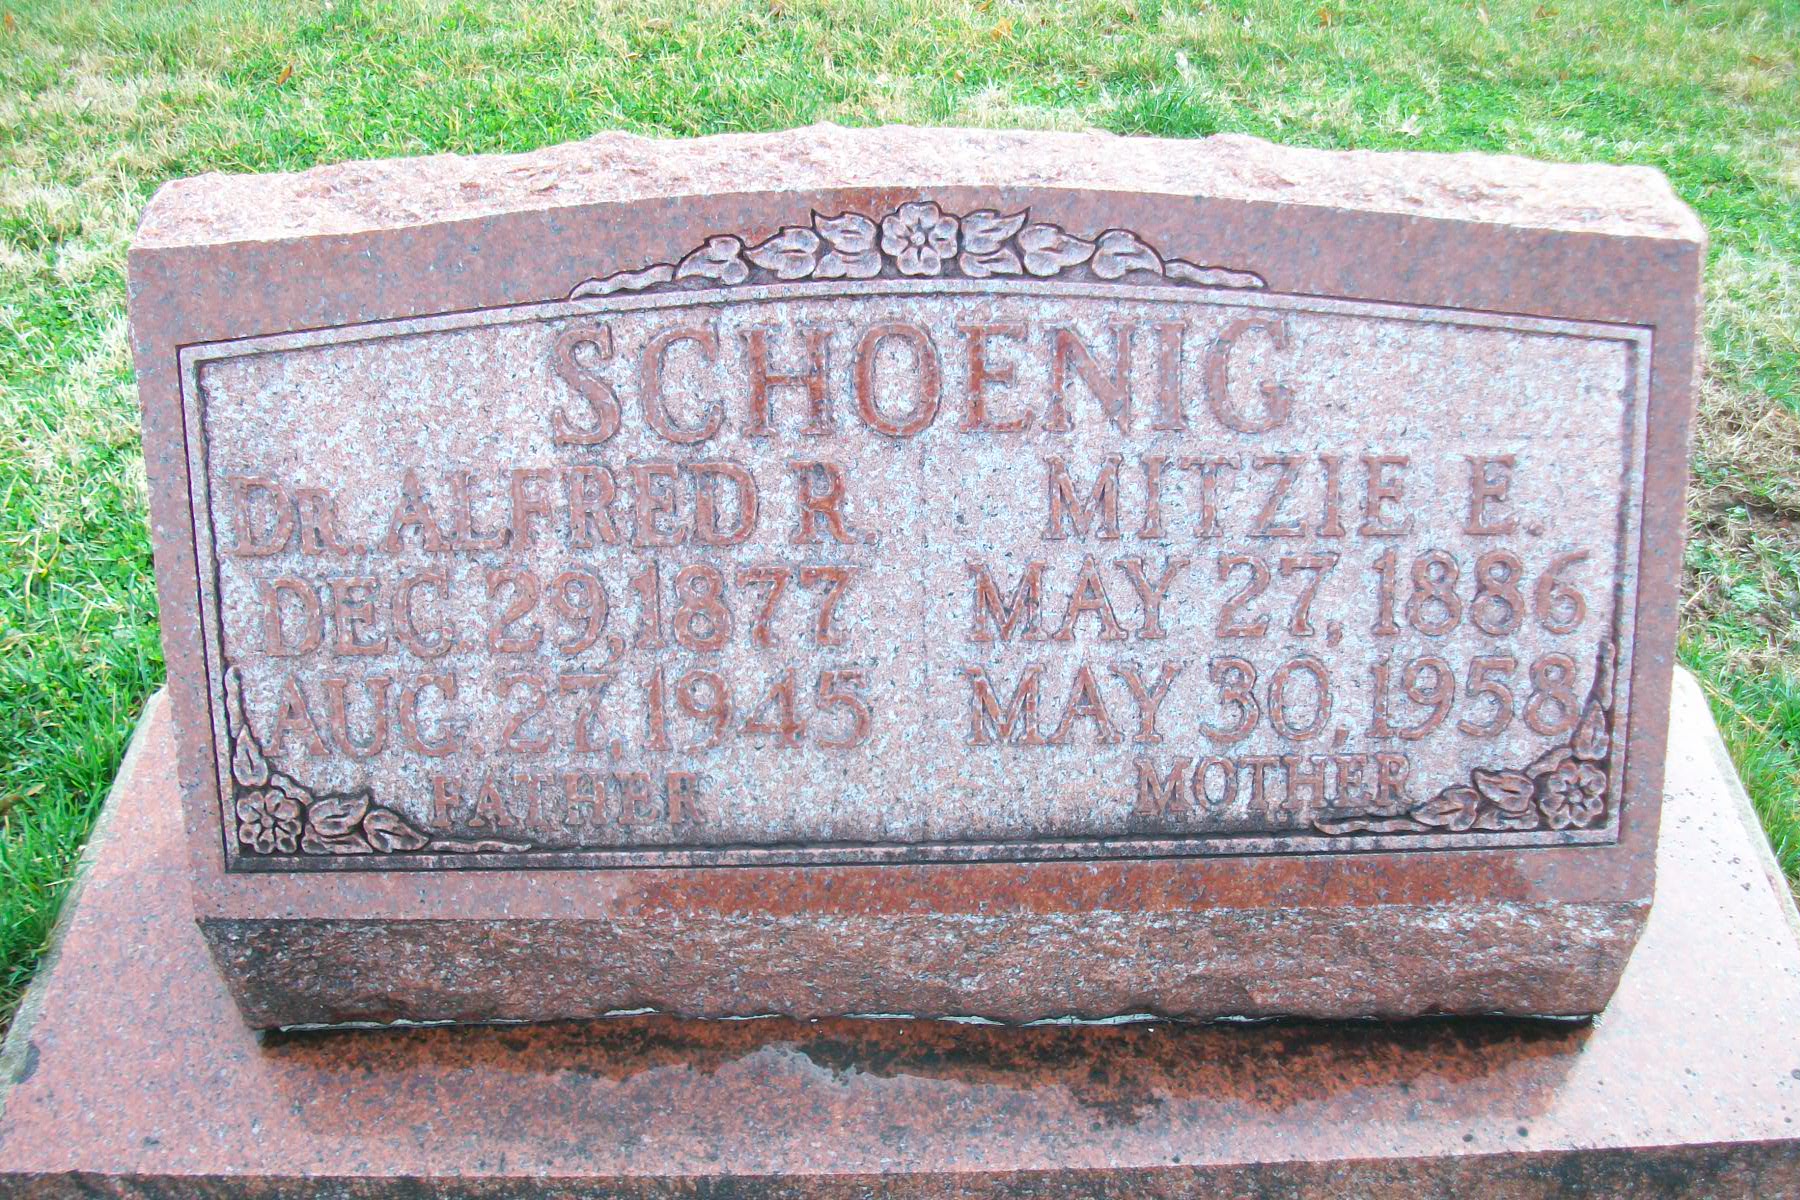 SCHOENIG
DR. ALFRED R.
DEC. 29, 1877
AUG. 27, 1945
FATHER
MITZIE E.
MAY 27, 1886
MAY 30, 1958
MOTHER